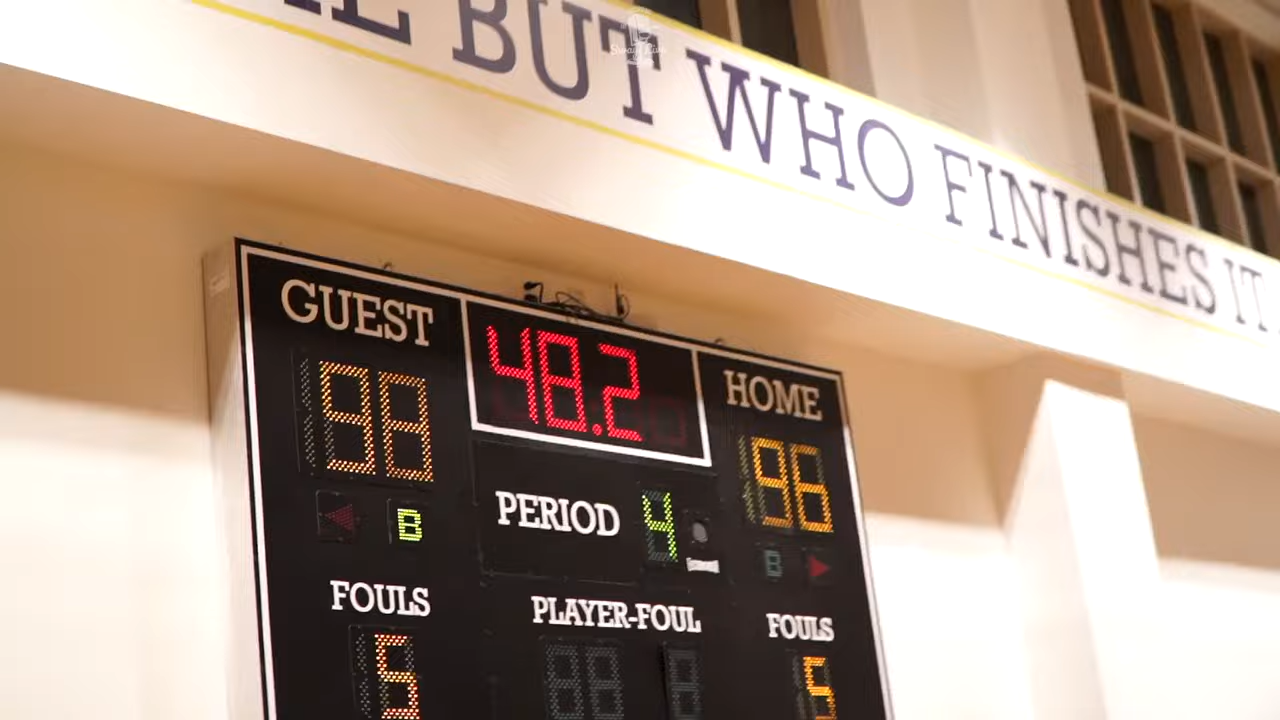 BUT WHO FINISHES IT
GUEST
48.2
HOME
98
96
B
PERIOD 4
B
FOULS
PLAYER-FOUL
FOULS
5
5